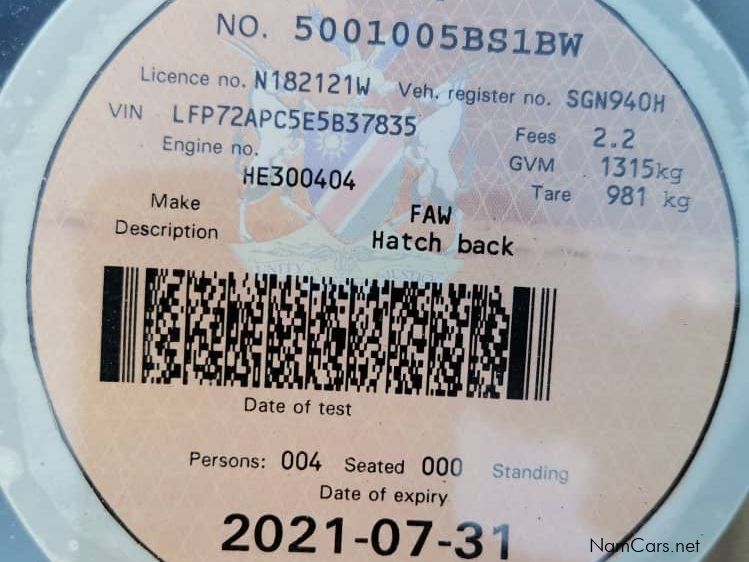 NO. 5001005BS1BW
Licence no. N182121W Veh. register no. SGN940H
VIN LFP72APC5E5B37835 Fees 2.2
Engine no. GVM 1315kg
HE300404 Tare 981 kg
Make FAW
Description Hatch back
UNITY JUSTICE
Date of test
Persons: 004 Seated 000 Standing
Date of expiry
2021-07-31
NamCars.net